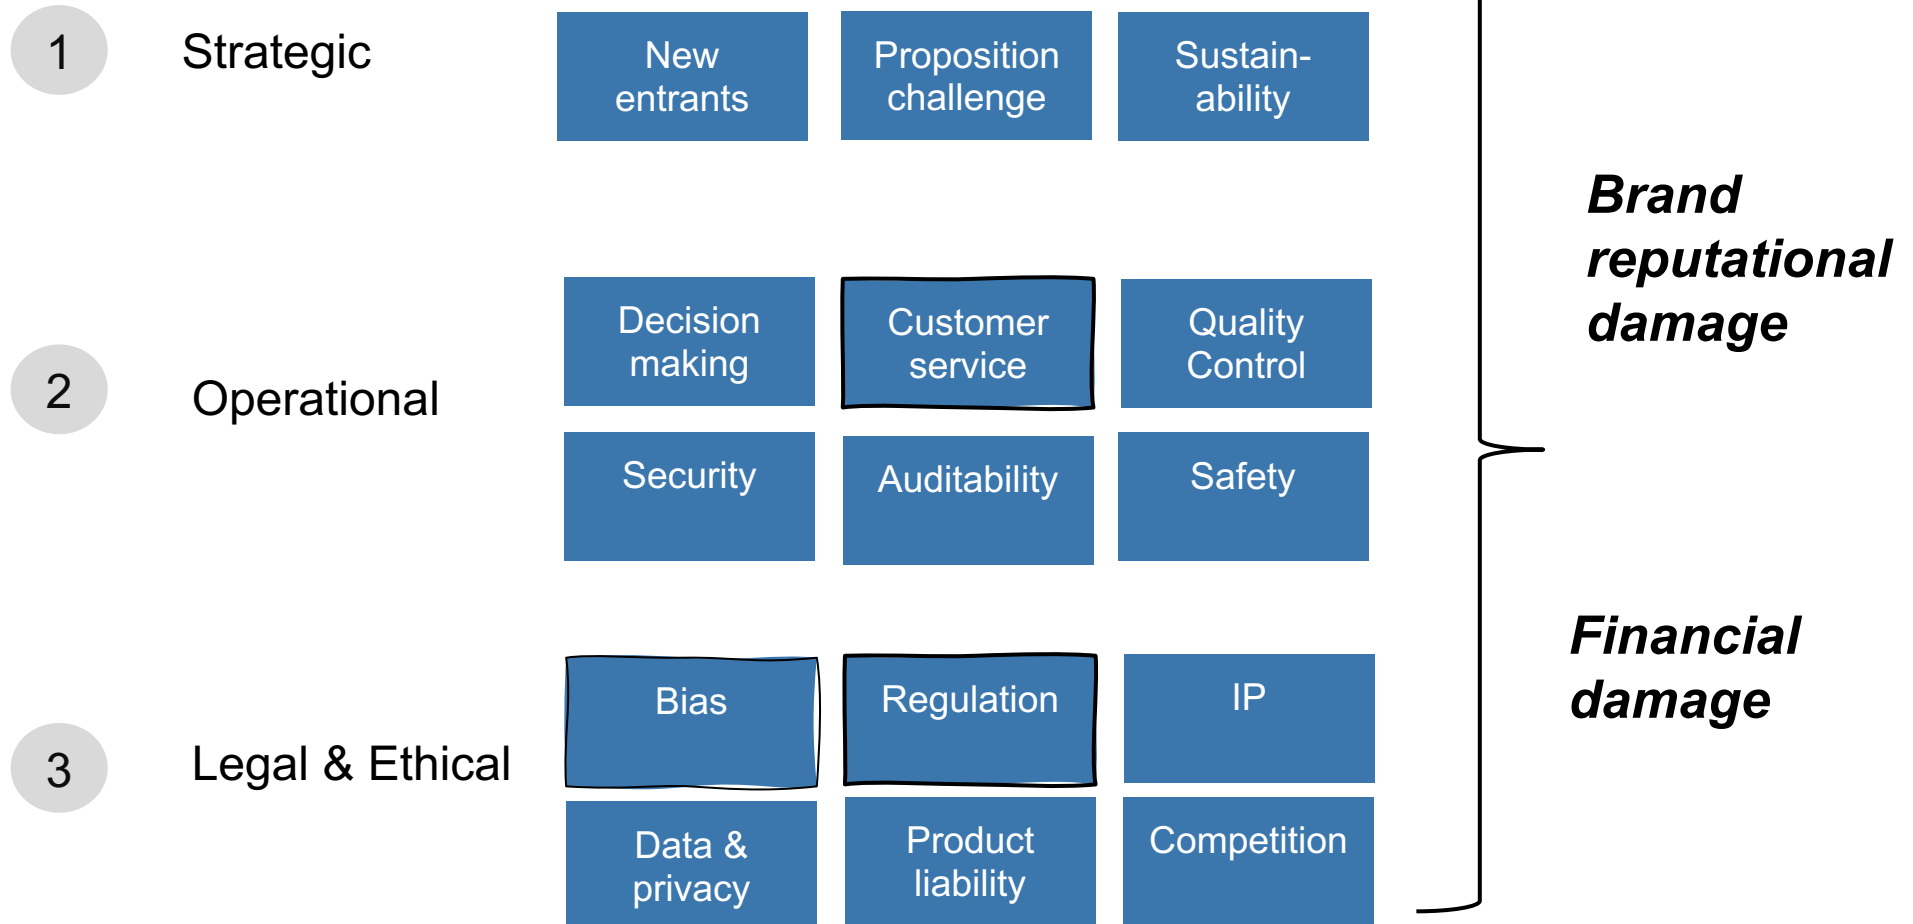 1
Strategic
New
entrants
Proposition
challenge
Sustain-
ability
Brand
reputational
damage
2
Operational
Decision
making
Customer
service
Quality
Control
Security
Auditability
Safety
Financial
damage
3
Legal & Ethical
Bias
Regulation
IP
Data &
privacy
Product
liability
Competition